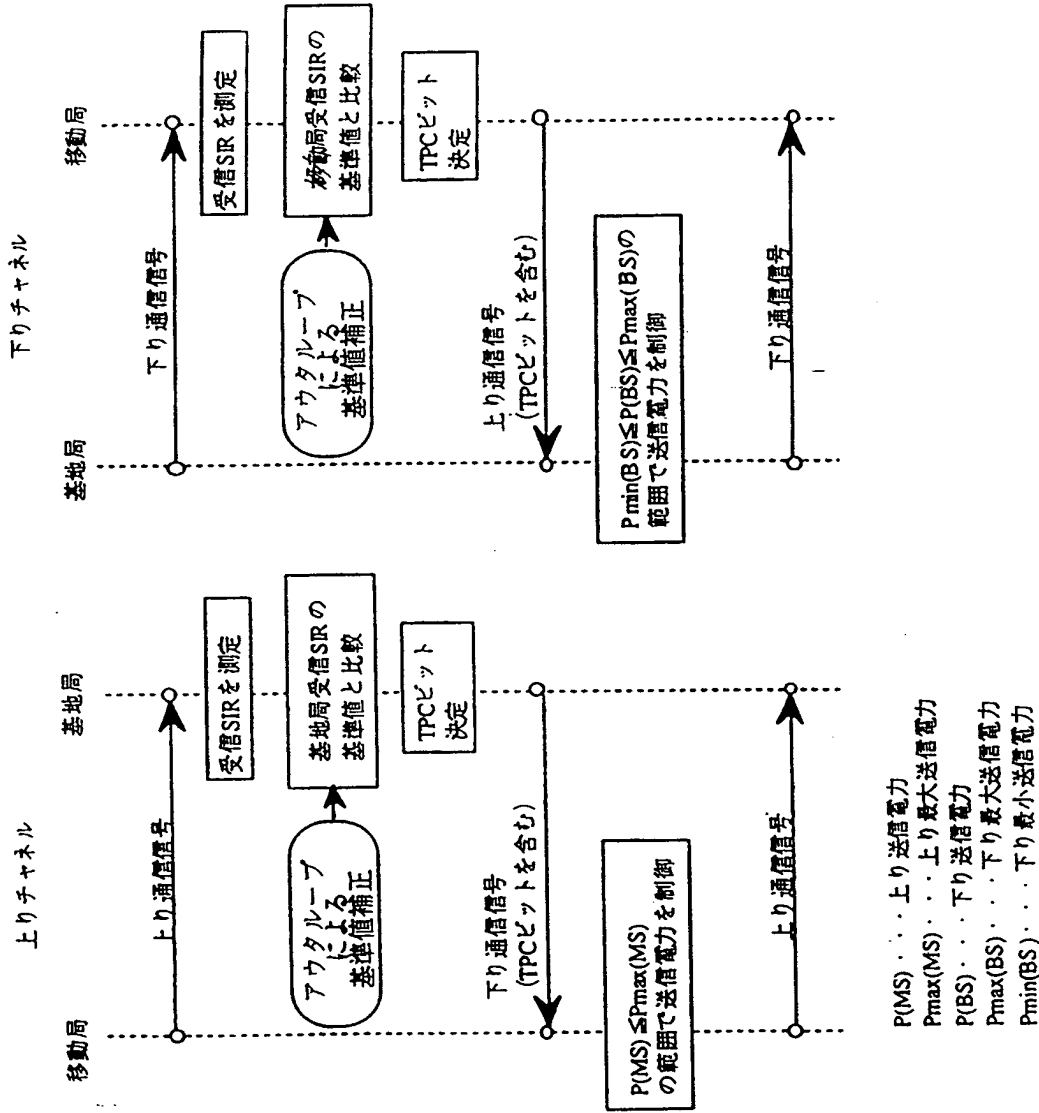 上りチャネル
移動局
基地局
上り通信信号
受信SIRを測定
アウタループ
による
基準値補正
基地局受信SIRの
基準値と比較
TPCビット
決定
下り通信信号
(TPCビットを含む)
P(MS) ≦Pmax(MS)
の範囲で送信電力を制御
上り通信信号
下りチャネル
基地局
移動局
下り通信信号
受信SIRを測定
アウタループ
による
基準値補正
移動局受信SIRの
基準値と比較
TPCビット
決定
上り通信信号
(TPCビットを含む)
Pmin(BS)≦P(BS)≦Pmax(BS)の
範囲で送信電力を制御
下り通信信号
P(MS)・・・上り送信電力
Pmax(MS)・・・上り最大送信電力
P(BS)・・・下り送信電力
Pmax(BS)・・・下り最大送信電力
Pmin(BS)・・・下り最小送信電力